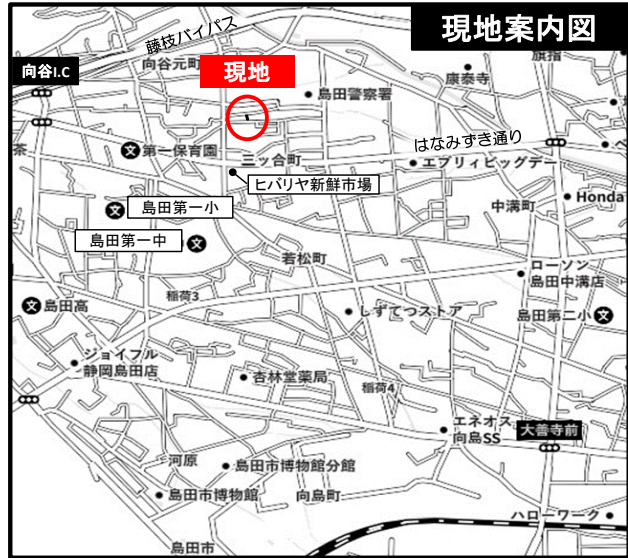 現地案内図
藤枝バイパス
旗指
向谷I.C
向谷元町
現地
康泰寺
島田警察署
はなみずき通り
茶
第一保育園
三ッ合町
エブリィビッグデー
ヒバリヤ新鮮市場
Honda
島田第一小
中溝町
島田第一中
若松町
ローソン
島田中溝店
稲荷3
島田高
しずてつストア
島田第二小
ジョイフル
静岡島田店
杏林堂薬局
稲荷4
エネオス
向島SS
大善寺前
河原
島田市博物館分館
島田市博物館
向島町
ハローワーク
島田市